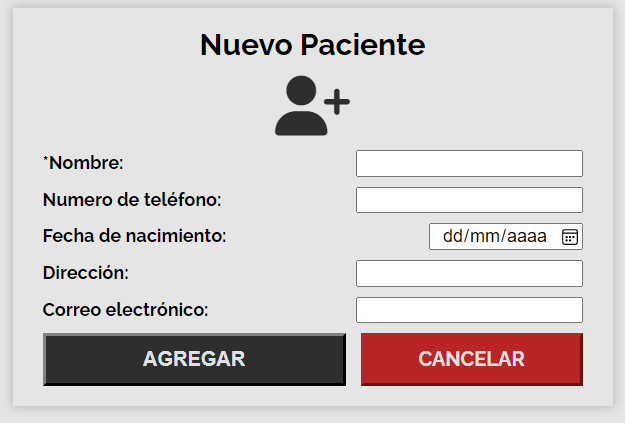 Nuevo Paciente
*Nombre:
Numero de teléfono:
Fecha de nacimiento: dd/mm/aaaa
Dirección:
Correo electrónico:
AGREGAR CANCELAR